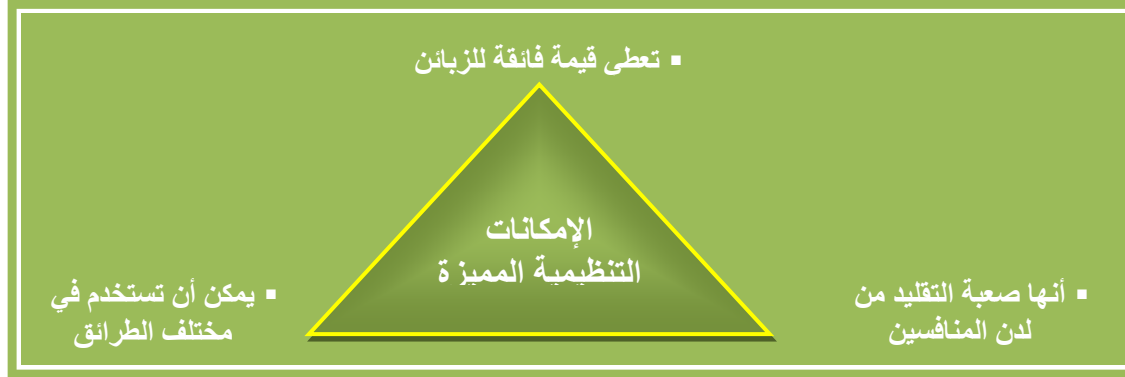 ▪ تعطى قيمة فائقة للزبائن
الإمكانات
التنظيمية المميزة
▪ أنها صعبة التقليد من
لدن المنافسين
▪ يمكن أن تستخدم في
مختلف الطرائق